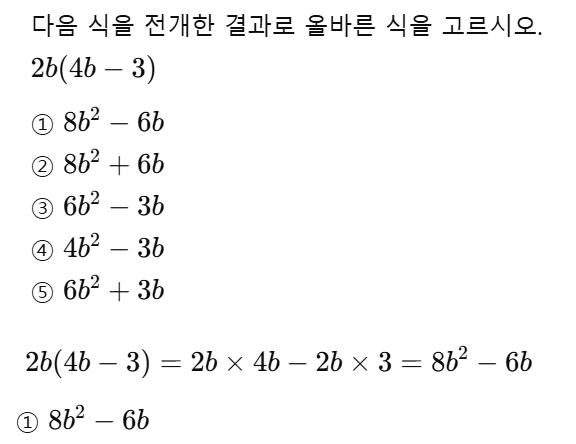 다음 식을 전개한 결과로 올바른 식을 고르시오.
2b(4b − 3)
① 8b² − 6b
② 8b² + 6b
③ 6b² − 3b
④ 4b² − 3b
⑤ 6b² + 3b
2b(4b − 3) = 2b × 4b − 2b × 3 = 8b² − 6b
① 8b² − 6b